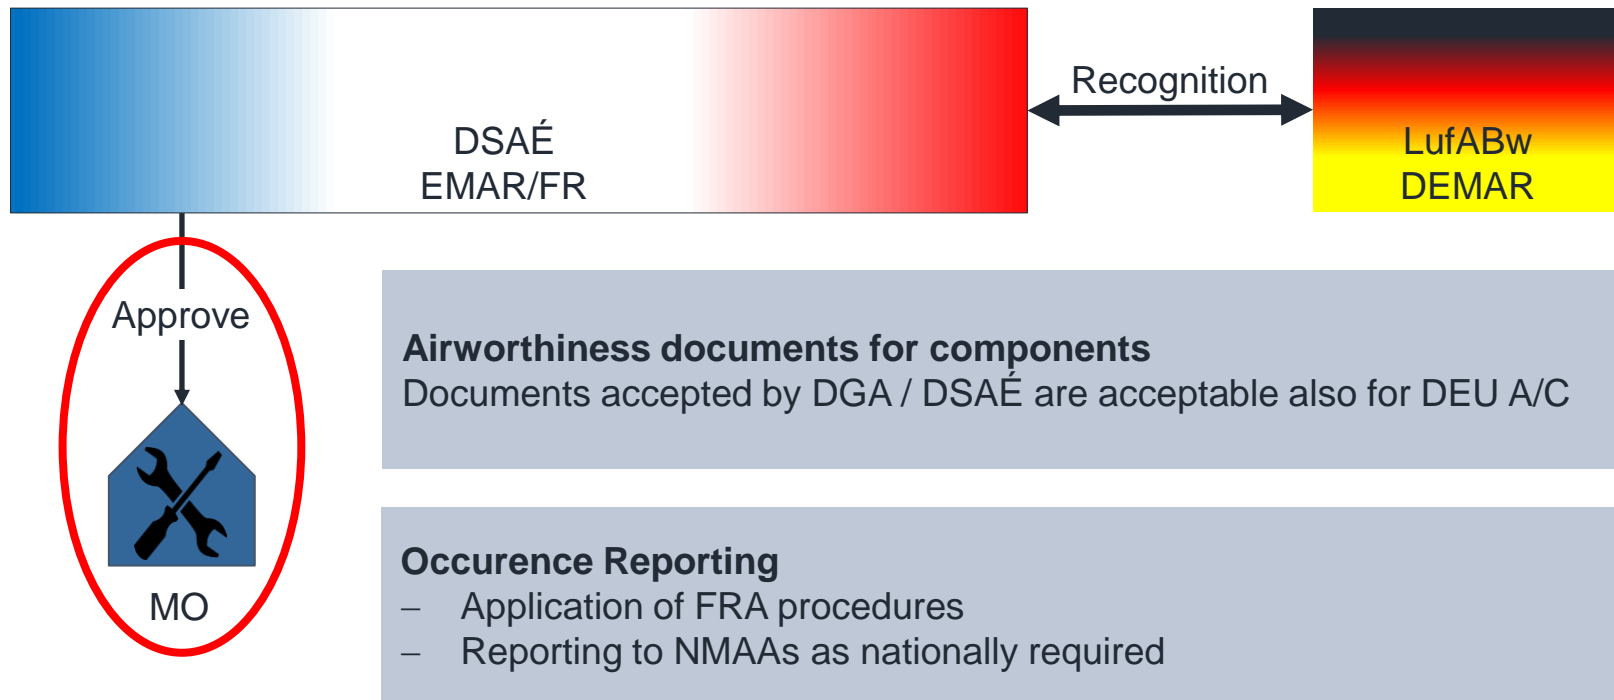 Recognition
DSAÉ
EMAR/FR
LufABw
DEMAR
Approve
MO
Airworthiness documents for components
Documents accepted by DGA / DSAÉ are acceptable also for DEU A/C
Occurence Reporting
– Application of FRA procedures
– Reporting to NMAAs as nationally required